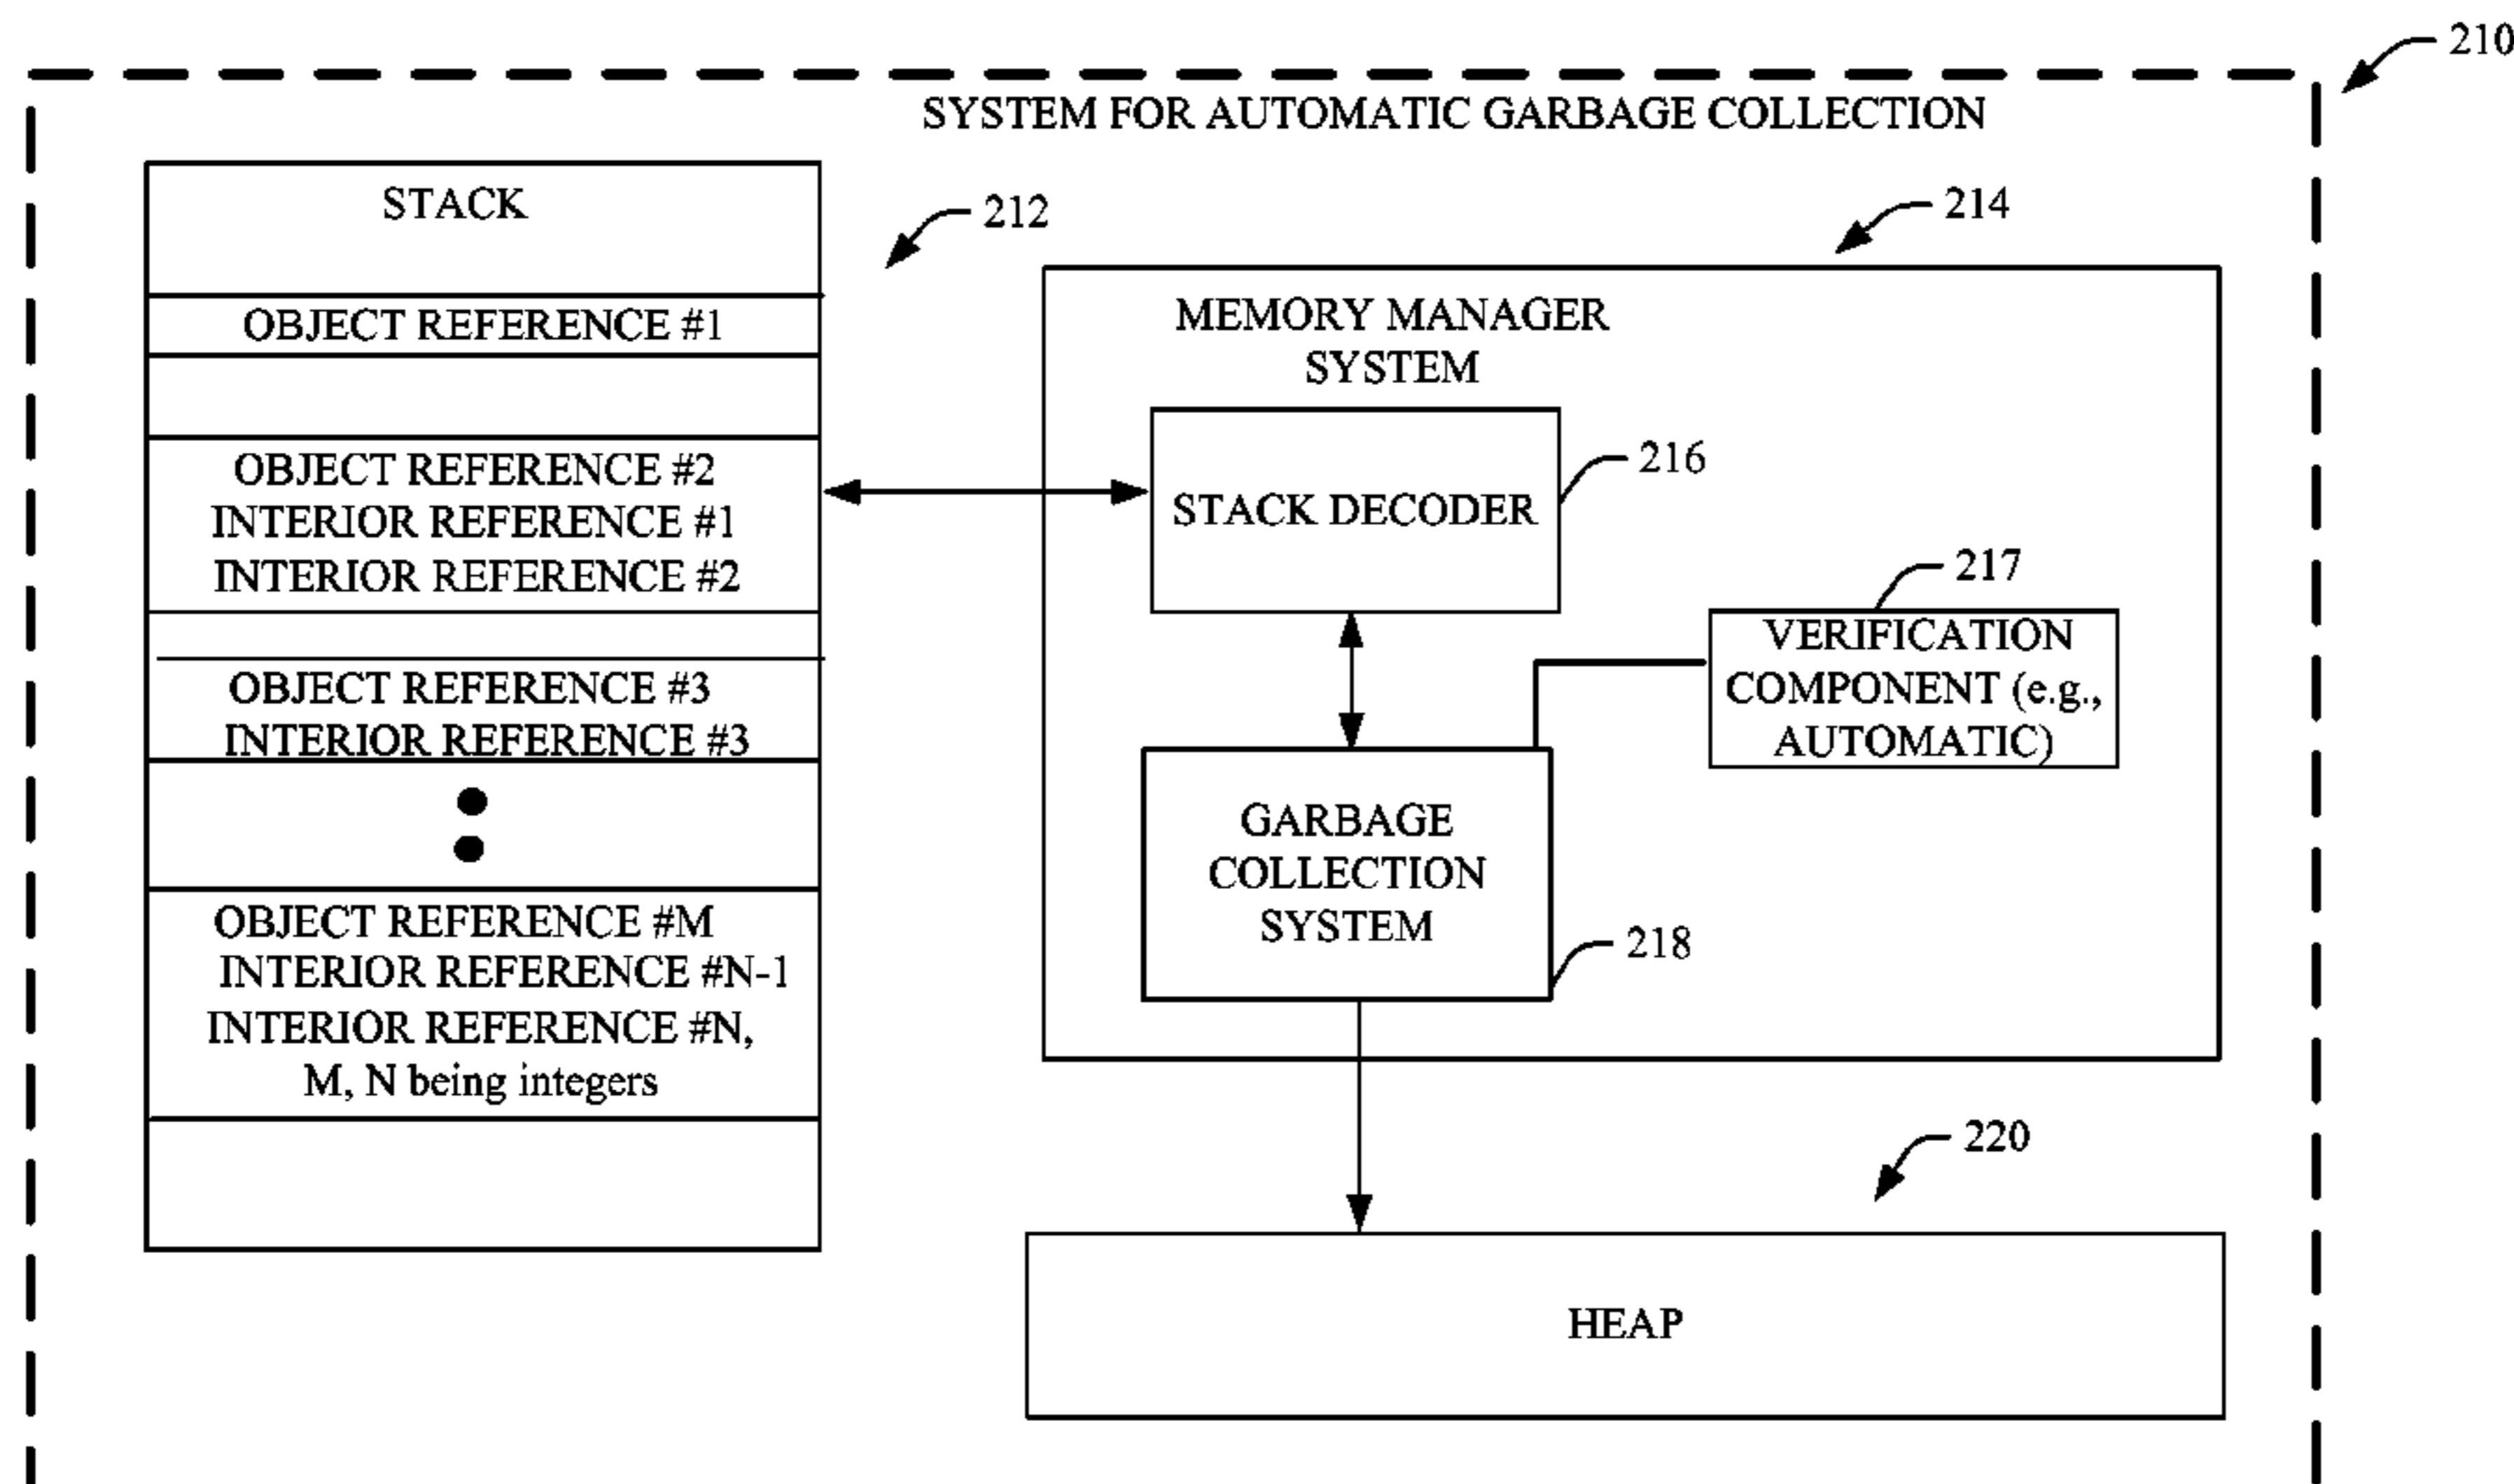 210
SYSTEM FOR AUTOMATIC GARBAGE COLLECTION
STACK
212
214
OBJECT REFERENCE #1
MEMORY MANAGER
SYSTEM
OBJECT REFERENCE #2
INTERIOR REFERENCE #1
INTERIOR REFERENCE #2
216
STACK DECODER
217
VERIFICATION
COMPONENT (e.g.,
AUTOMATIC)
OBJECT REFERENCE #3
INTERIOR REFERENCE #3
GARBAGE
COLLECTION
SYSTEM
218
OBJECT REFERENCE #M
INTERIOR REFERENCE #N-1
INTERIOR REFERENCE #N,
M, N being integers
220
HEAP